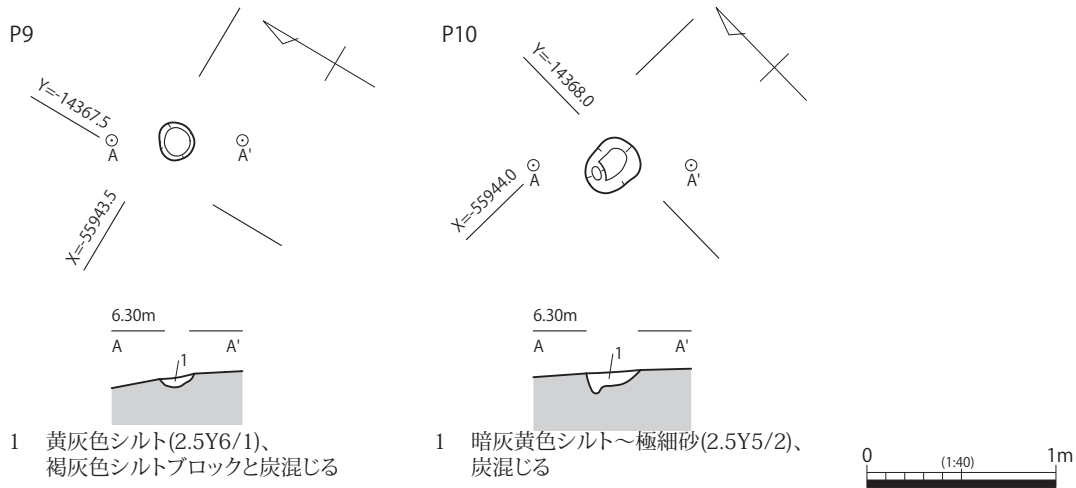 P9
Y=-14367.5
A
A'
X=-55943.5
6.30m
A
A'
1
1 黄灰色シルト(2.5Y6/1)、
褐灰色シルトブロックと炭混じる
P10
Y=-14368.0
A
A'
X=-55944.0
6.30m
A
A'
1
1 暗灰黄色シルト～極細砂(2.5Y5/2)、
炭混じる
0
(1:40)
1m